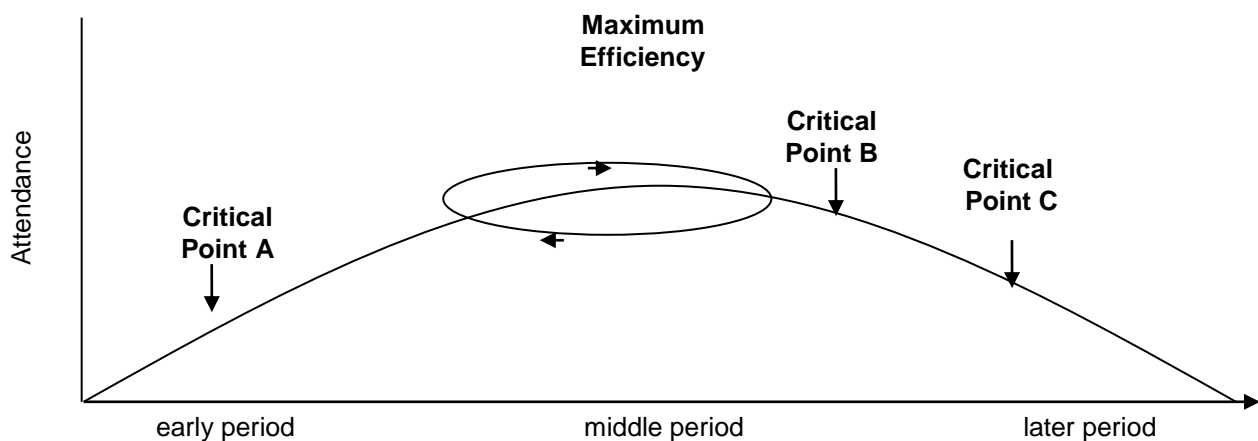 Maximum
Efficiency
Critical
Point B
Critical
Point C
Critical
Point A
Attendance
early period
middle period
later period